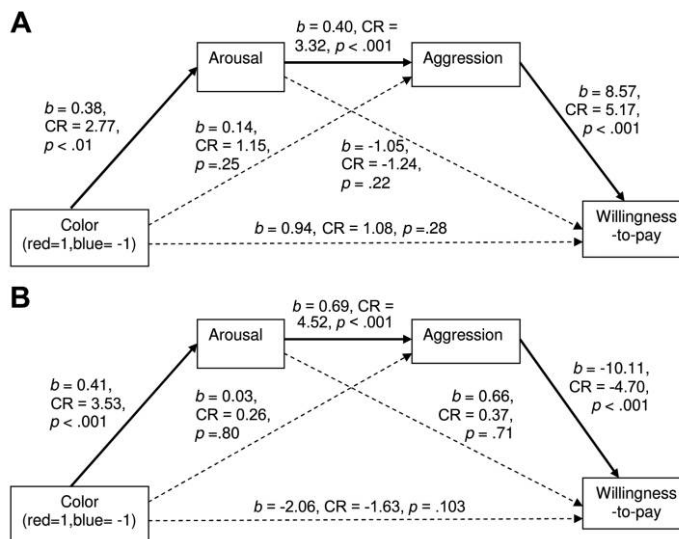 A
b = 0.40, CR =
3.32, p < .001
Arousal
Aggression
b = 0.38,
CR = 2.77,
p < .01
b = 0.14,
CR = 1.15,
p =.25
b = -1.05,
CR = -1.24,
p = .22
b = 8.57,
CR = 5.17,
p < .001
Color
(red=1,blue= -1)
b = 0.94, CR = 1.08, p =.28
Willingness
-to-pay
B
b = 0.69, CR =
4.52, p < .001
Arousal
Aggression
b = 0.41,
CR = 3.53,
p < .001
b = 0.03,
CR = 0.26,
p =.80
b = 0.66,
CR = 0.37,
p = .71
b = -10.11,
CR = -4.70,
p < .001
Color
(red=1,blue= -1)
b = -2.06, CR = -1.63, p = .103
Willingness
-to-pay